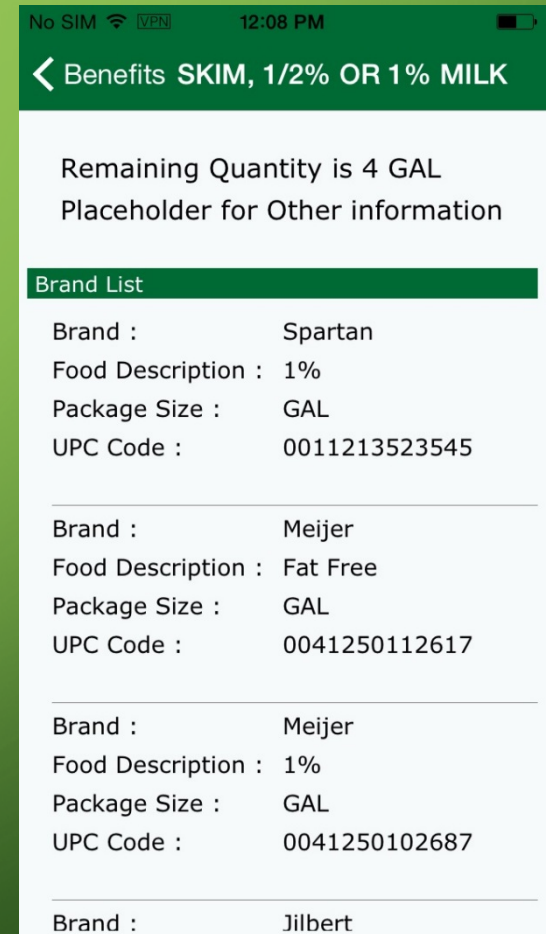 No SIM VPN 12:08 PM
Benefits SKIM, 1/2% OR 1% MILK
Remaining Quantity is 4 GAL
Placeholder for Other information
Brand List
Brand : Spartan
Food Description : 1%
Package Size : GAL
UPC Code : 0011213523545
Brand : Meijer
Food Description : Fat Free
Package Size : GAL
UPC Code : 0041250112617
Brand : Meijer
Food Description : 1%
Package Size : GAL
UPC Code : 0041250102687
Brand : Jilbert